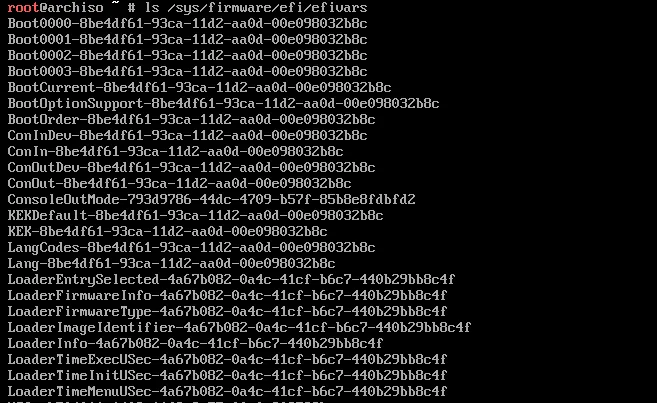 root@archiso ~ # ls /sys/firmware/efi/efivars
Boot0000-8be4df61-93ca-11d2-aa0d-00e098032b8c
Boot0001-8be4df61-93ca-11d2-aa0d-00e098032b8c
Boot0002-8be4df61-93ca-11d2-aa0d-00e098032b8c
Boot0003-8be4df61-93ca-11d2-aa0d-00e098032b8c
BootCurrent-8be4df61-93ca-11d2-aa0d-00e098032b8c
BootOptionSupport-8be4df61-93ca-11d2-aa0d-00e098032b8c
BootOrder-8be4df61-93ca-11d2-aa0d-00e098032b8c
ConInDev-8be4df61-93ca-11d2-aa0d-00e098032b8c
ConIn-8be4df61-93ca-11d2-aa0d-00e098032b8c
ConOutDev-8be4df61-93ca-11d2-aa0d-00e098032b8c
ConOut-8be4df61-93ca-11d2-aa0d-00e098032b8c
ConsoleOutMode-793d9786-44dc-4709-b57f-85b8e8fdbfd2
KEKDefault-8be4df61-93ca-11d2-aa0d-00e098032b8c
KEK-8be4df61-93ca-11d2-aa0d-00e098032b8c
LangCodes-8be4df61-93ca-11d2-aa0d-00e098032b8c
Lang-8be4df61-93ca-11d2-aa0d-00e098032b8c
LoaderEntrySelected-4a67b082-0a4c-41cf-b6c7-440b29bb8c4f
LoaderFirmwareInfo-4a67b082-0a4c-41cf-b6c7-440b29bb8c4f
LoaderFirmwareType-4a67b082-0a4c-41cf-b6c7-440b29bb8c4f
LoaderImageIdentifier-4a67b082-0a4c-41cf-b6c7-440b29bb8c4f
LoaderInfo-4a67b082-0a4c-41cf-b6c7-440b29bb8c4f
LoaderTimeExecUSec-4a67b082-0a4c-41cf-b6c7-440b29bb8c4f
LoaderTimeInitUSec-4a67b082-0a4c-41cf-b6c7-440b29bb8c4f
LoaderTimeMenuUSec-4a67b082-0a4c-41cf-b6c7-440b29bb8c4f